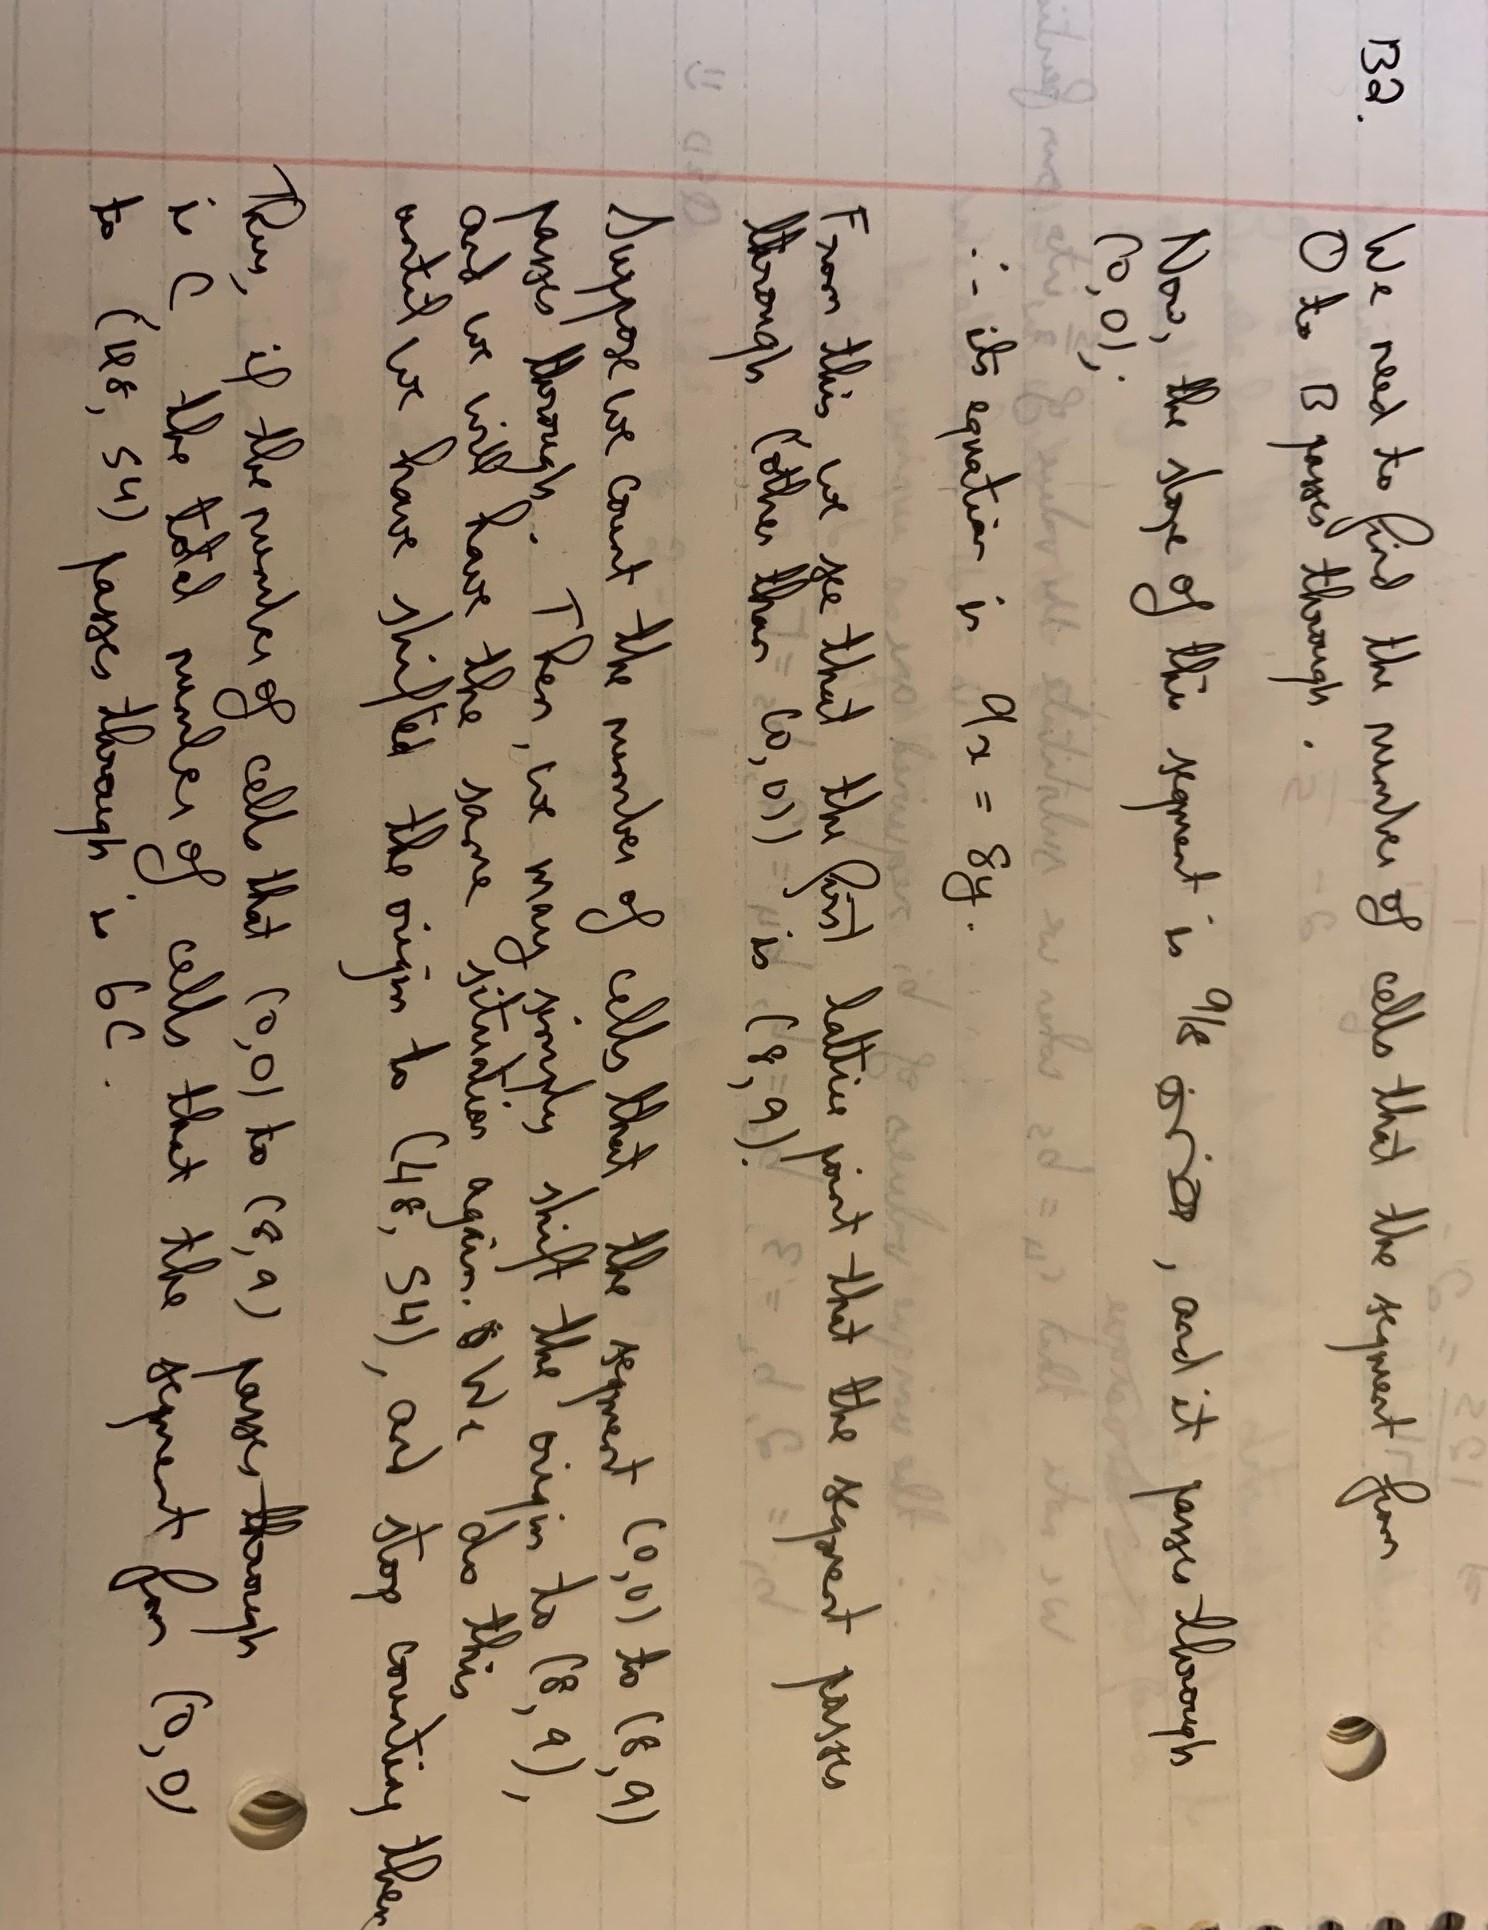 B2. We need to find the number of cells that the segment from
O to B passes through.
Now, the slope of this segment is 9/8, and it passes through
(0,0);
∴ its equation is 9x = 8y.
From this we see that the first lattice point that the segment passes
through (other than (0,0)) is (8,9).
Suppose we count the number of cells that the segment (0,0) to (8,9)
passes through. Then, we may simply shift the origin to (8,9),
and we will have the same situation again. We do this
until we have shifted the origin to (48, 54), and stop counting then
Thus, if the number of cells that (0,0) to (8,9) passes through
is C the total number of cells that the segment from (0,0)
to (48, 54) passes through is 6C.